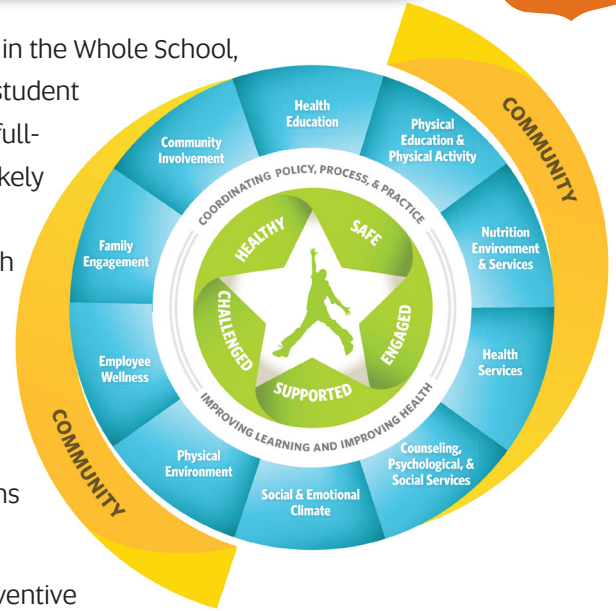 in the Whole School,
student
full-
kely
h
ns
ventive
COMMUNITY
Health
Education
Physical
Education &
Physical Activity
Nutrition
Environment
& Services
Health
Services
Counseling,
Psychological, &
Social Services
Social & Emotional
Climate
Physical
Environment
Employee
Wellness
Family
Engagement
Community
Involvement
COMMUNITY
COORDINATING POLICY, PROCESS, & PRACTICE
IMPROVING LEARNING AND IMPROVING HEALTH
HEALTHY
SAFE
ENGAGED
SUPPORTED
CHALLENGED